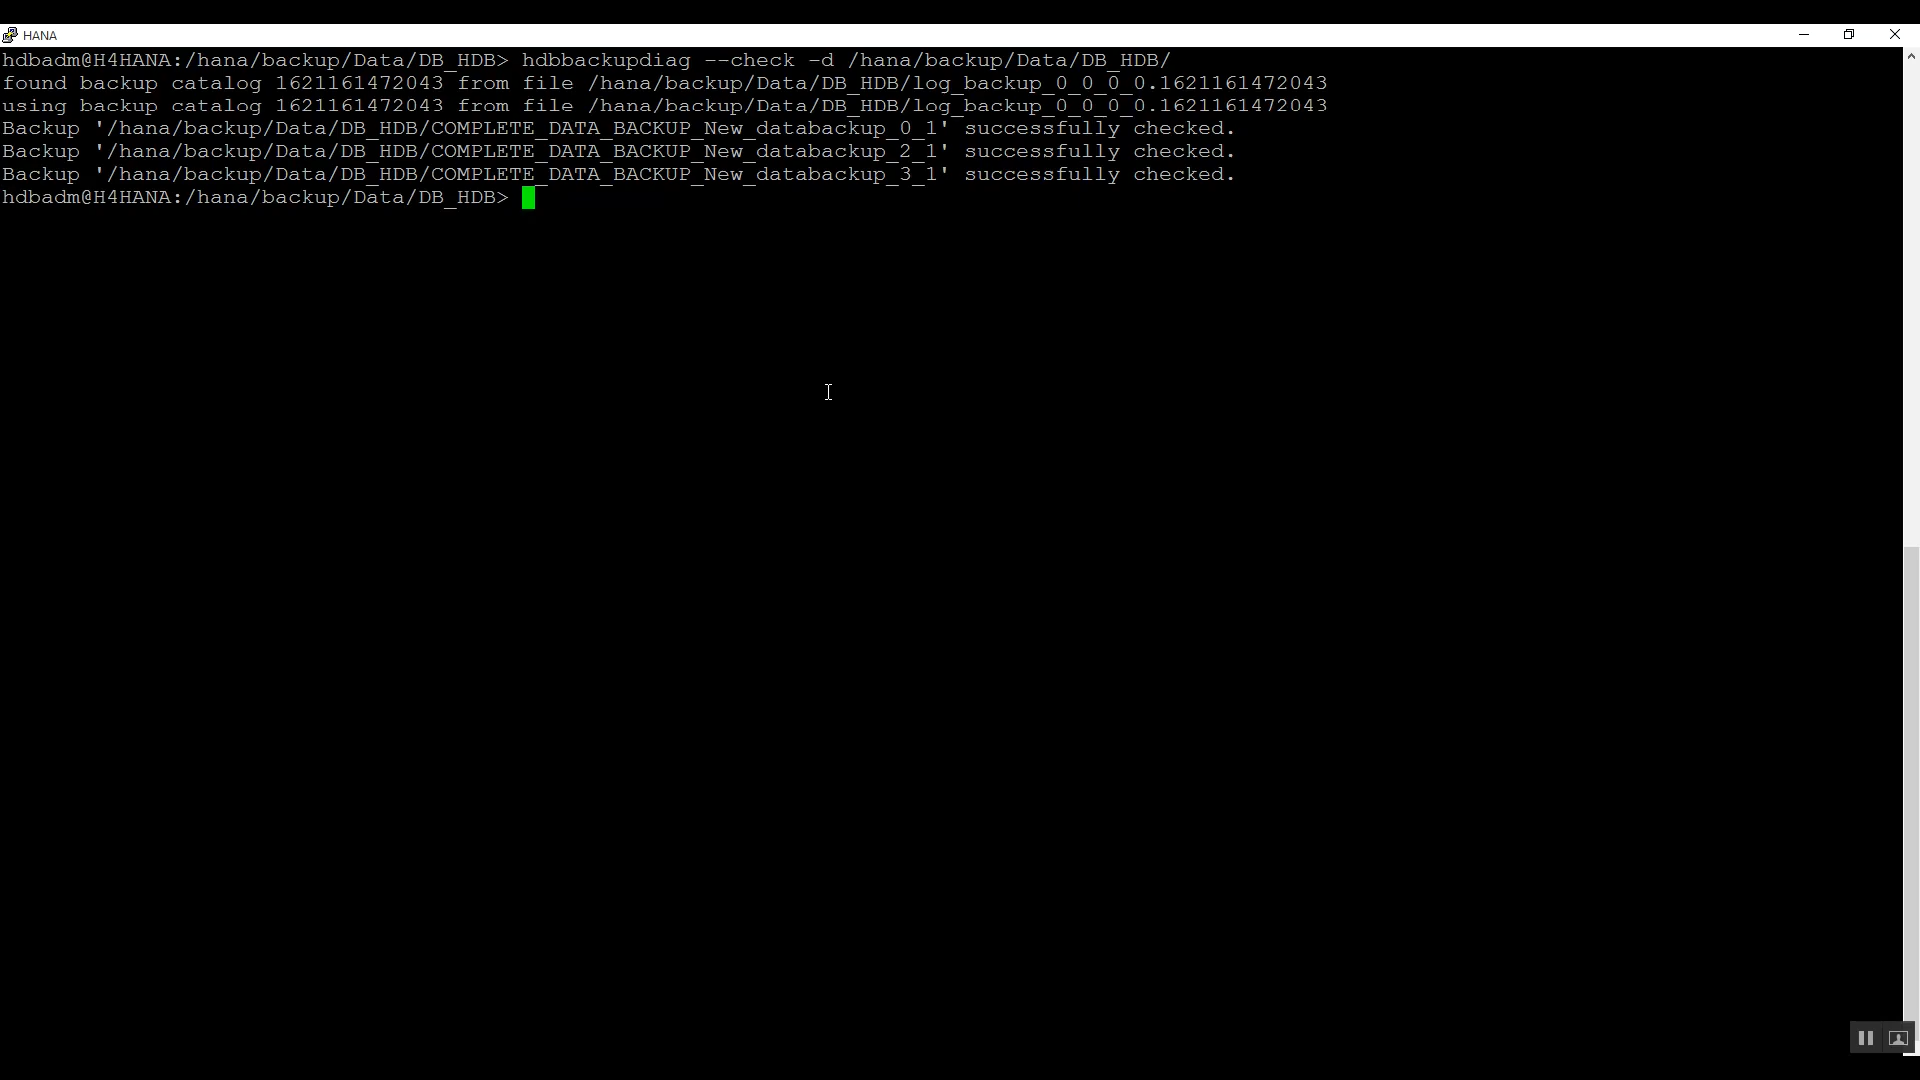 HANA
hdbadm@H4HANA:/hana/backup/Data/DB_HDB> hdbbackupdiag --check -d /hana/backup/Data/DB_HDB/
found backup catalog 1621161472043 from file /hana/backup/Data/DB_HDB/log_backup_0_0_0_0.1621161472043
using backup catalog 1621161472043 from file /hana/backup/Data/DB_HDB/log_backup_0_0_0_0.1621161472043
Backup '/hana/backup/Data/DB_HDB/COMPLETE_DATA_BACKUP_New_databackup_0_1' successfully checked.
Backup '/hana/backup/Data/DB_HDB/COMPLETE_DATA_BACKUP_New_databackup_2_1' successfully checked.
Backup '/hana/backup/Data/DB_HDB/COMPLETE_DATA_BACKUP_New_databackup_3_1' successfully checked.
hdbadm@H4HANA:/hana/backup/Data/DB_HDB>